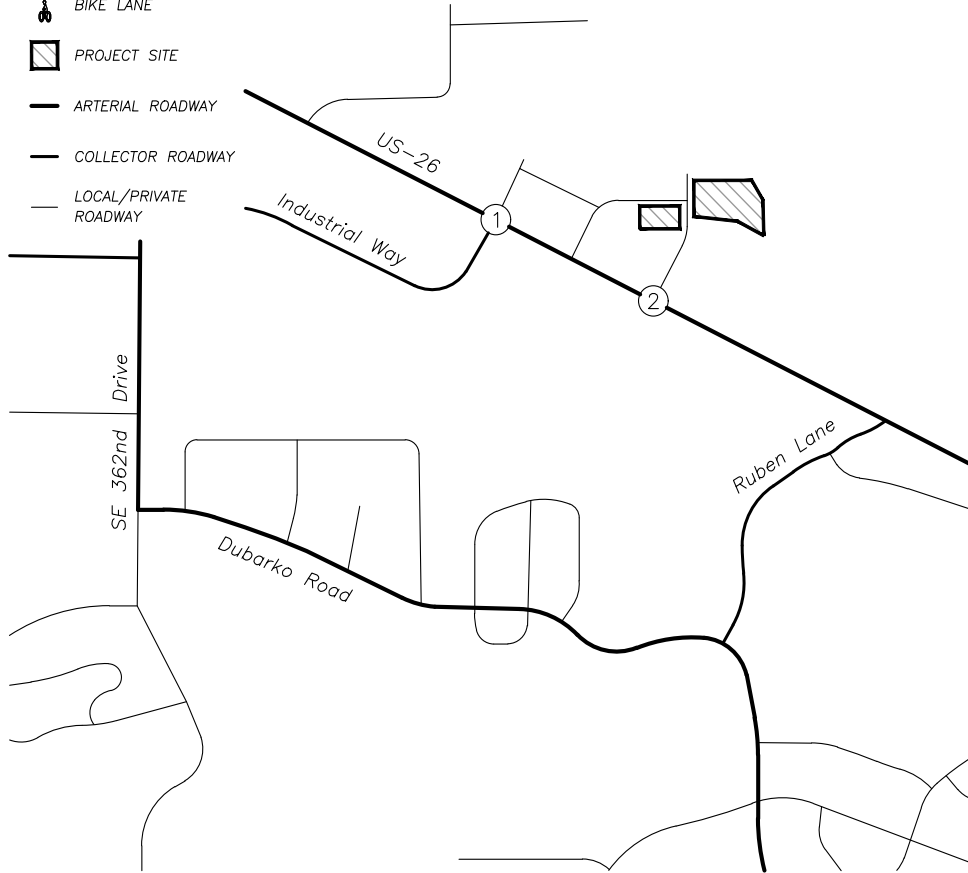 BIKE LANE
PROJECT SITE
ARTERIAL ROADWAY
COLLECTOR ROADWAY
LOCAL/PRIVATE
ROADWAY
US-26
1
Industrial Way
2
SE 362nd Drive
Ruben Lane
Dubarko Road